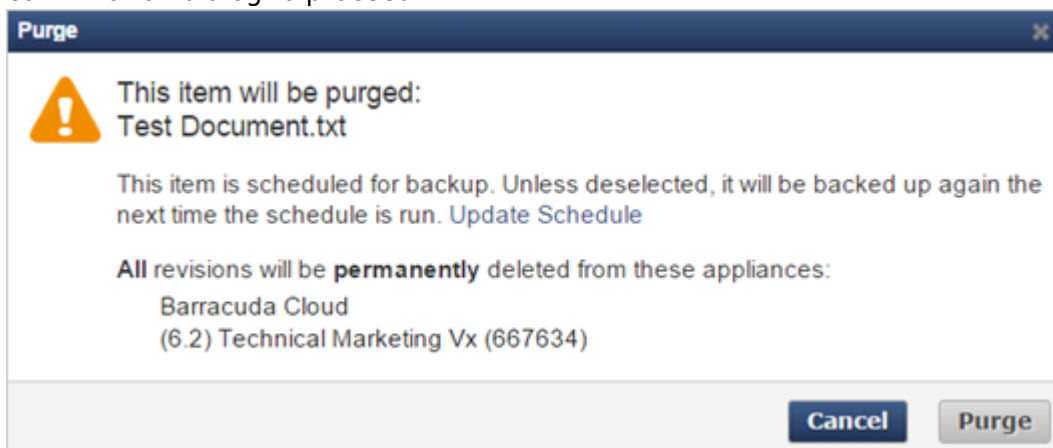 Purge
This item will be purged:
Test Document.txt
This item is scheduled for backup. Unless deselected, it will be backed up again the
next time the schedule is run. Update Schedule
All revisions will be permanently deleted from these appliances:
Barracuda Cloud
(6.2) Technical Marketing Vx (667634)
Cancel Purge